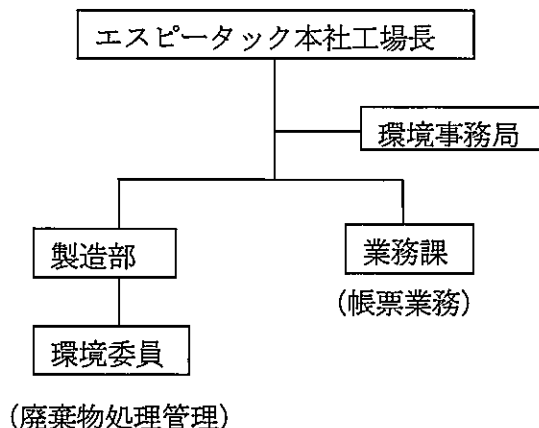 エスピータック本社工場長
環境事務局
製造部
業務課
(帳票業務)
環境委員
(廃棄物処理管理)